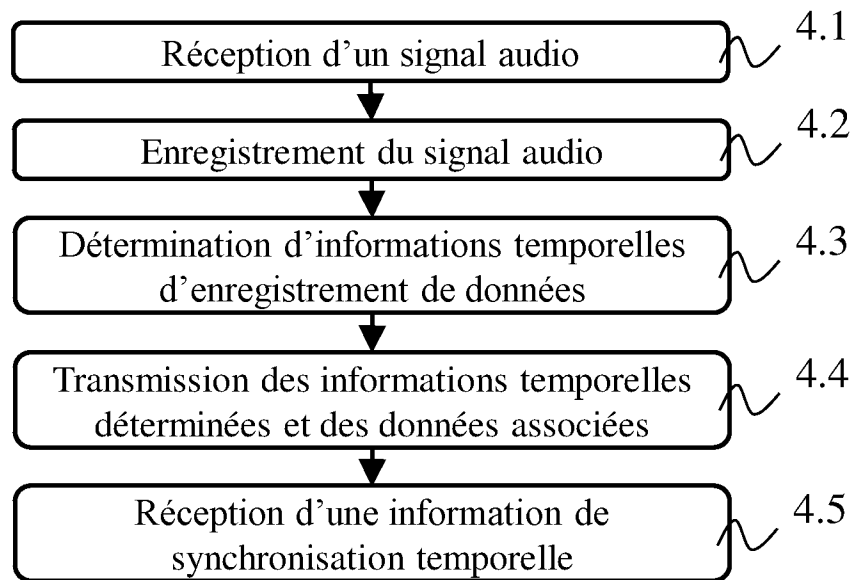 Réception d'un signal audio
4.1
Enregistrement du signal audio
4.2
Détermination d'informations temporelles
d'enregistrement de données
4.3
Transmission des informations temporelles
déterminées et des données associées
4.4
Réception d'une information de
synchronisation temporelle
4.5